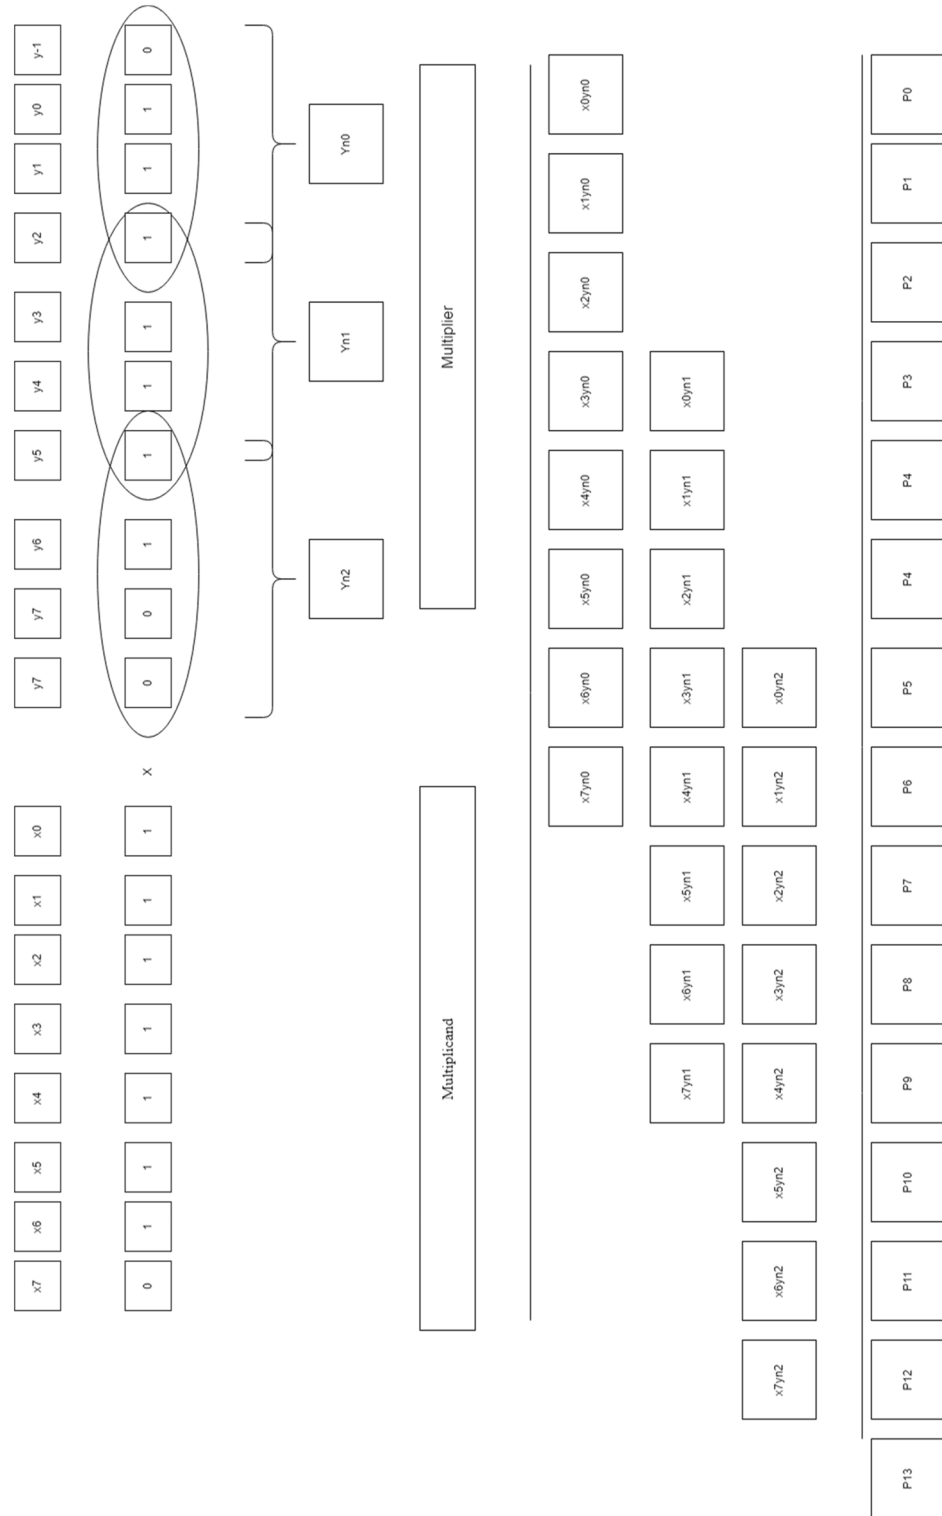 x7 x6 x5 x4 x3 x2 x1 x0 y7 y7 y6 y5 y4 y3 y2 y1 y0 y-1
0 1 1 1 1 1 1 1 X 0 0 1 1 1 1 1 1 1 0
Yn2 Yn1 Yn0
Multiplicand Multiplier
x7yn0 x6yn0 x5yn0 x4yn0 x3yn0 x2yn0 x1yn0 x0yn0
x7yn1 x6yn1 x5yn1 x4yn1 x3yn1 x2yn1 x1yn1 x0yn1
x7yn2 x6yn2 x5yn2 x4yn2 x3yn2 x2yn2 x1yn2 x0yn2
P13 P12 P11 P10 P9 P8 P7 P6 P5 P4 P4 P3 P2 P1 P0